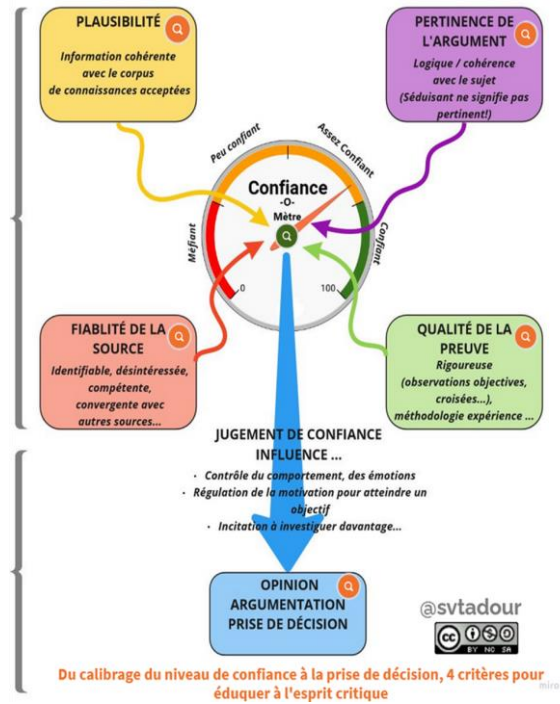 PLAUSIBILITÉ
Information cohérente
avec le corpus
de connaissances acceptées
PERTINENCE DE
L'ARGUMENT
Logique / cohérence
avec le sujet
(Séduisant ne signifie pas
pertinent!)
Peu confiant
Assez Confiant
Confiance
-O-
Mètre
Méfiant
Confiant
0
100
FIABLITÉ DE LA
SOURCE
Identifiable, désintéressée,
compétente,
convergente avec
autres sources...
QUALITÉ DE LA
PREUVE
Rigoureuse
(observations objectives,
croisées...),
méthodologie expérience ...
JUGEMENT DE CONFIANCE
INFLUENCE ...
· Contrôle du comportement, des émotions
· Régulation de la motivation pour atteindre un
objectif
· Incitation à investiguer davantage...
OPINION
ARGUMENTATION
PRISE DE DÉCISION
@svtadour
cc
BY NC SA
Du calibrage du niveau de confiance à la prise de décision, 4 critères pour
éduquer à l'esprit critique
miro